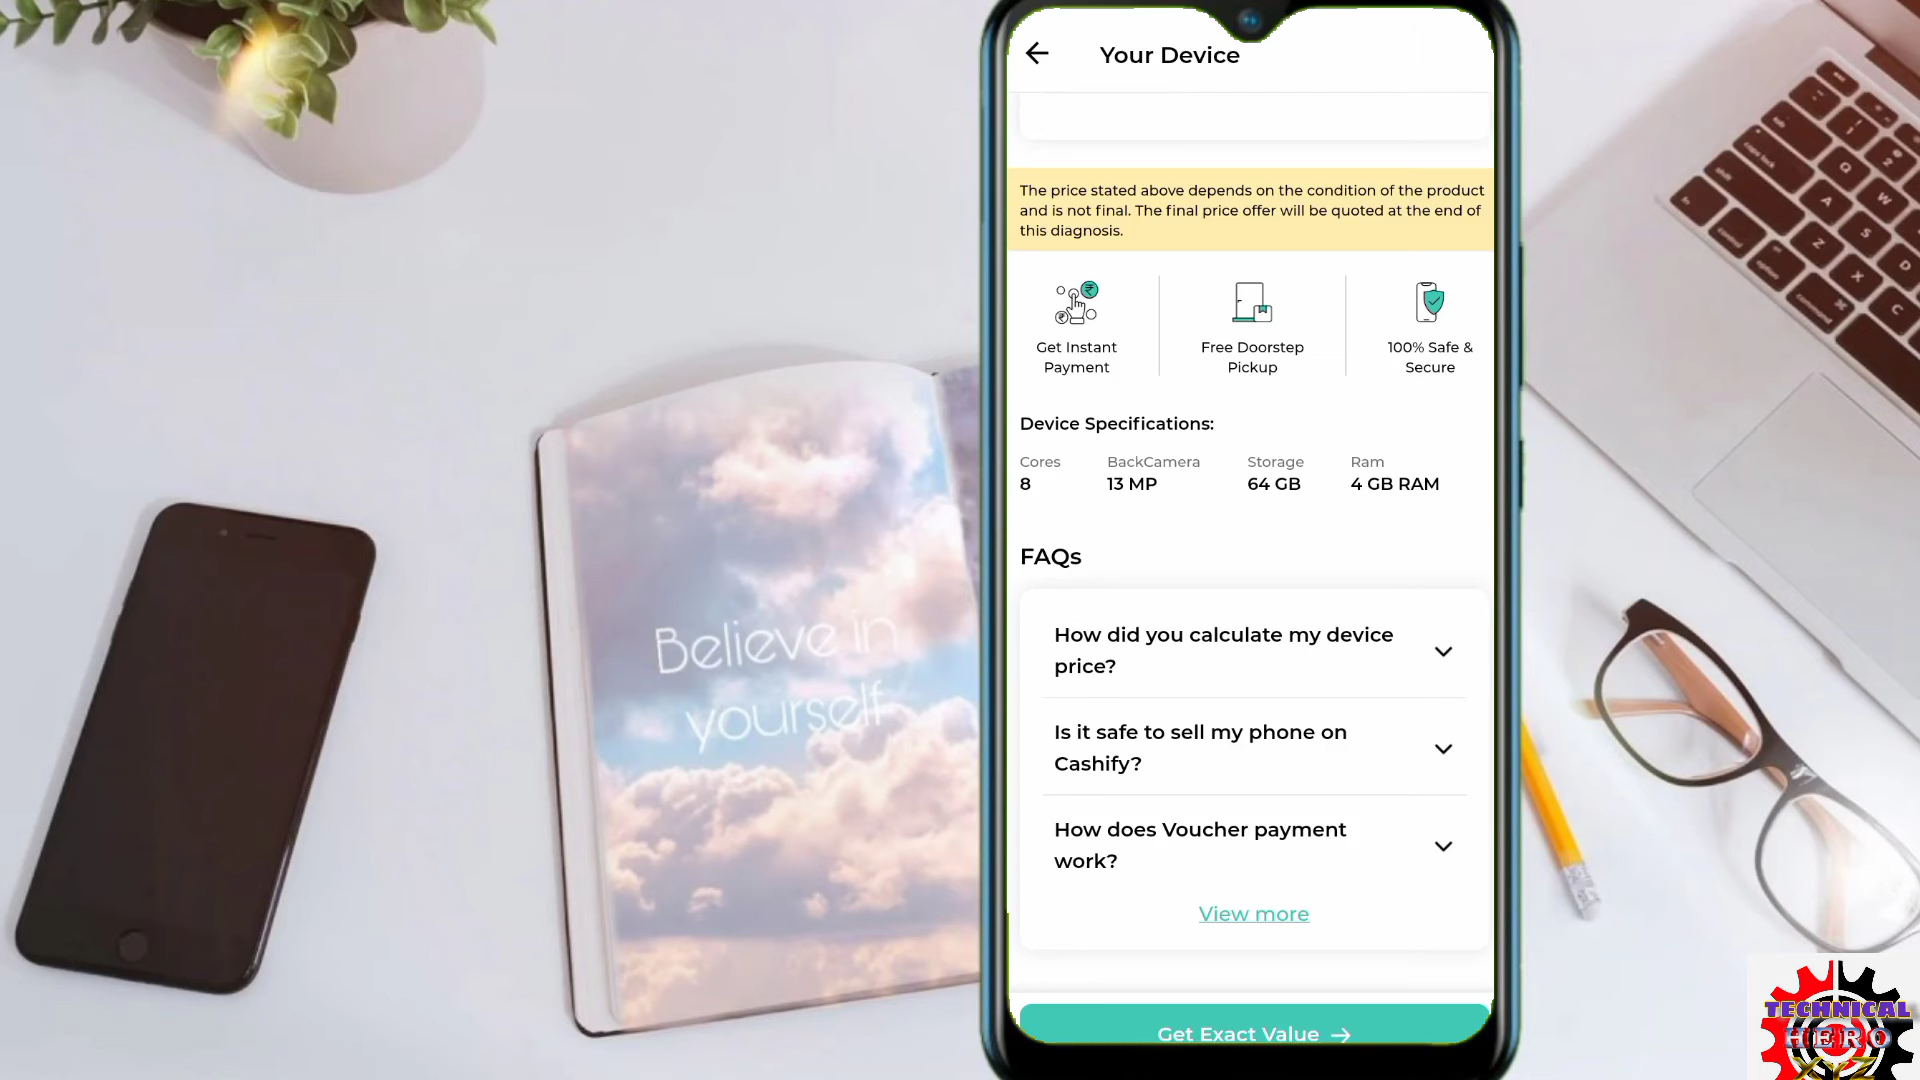 Your Device
The price stated above depends on the condition of the product
and is not final. The final price offer will be quoted at the end of
this diagnosis.
Get Instant
Payment
Free Doorstep
Pickup
100% Safe &
Secure
Device Specifications:
Cores
BackCamera
Storage
Ram
8
13 MP
64 GB
4 GB RAM
FAQs
How did you calculate my device
price?
Is it safe to sell my phone on
Cashify?
How does Voucher payment
work?
View more
Get Exact Value
Believe in
yourself
TECHNICAL
HERO
XYZ